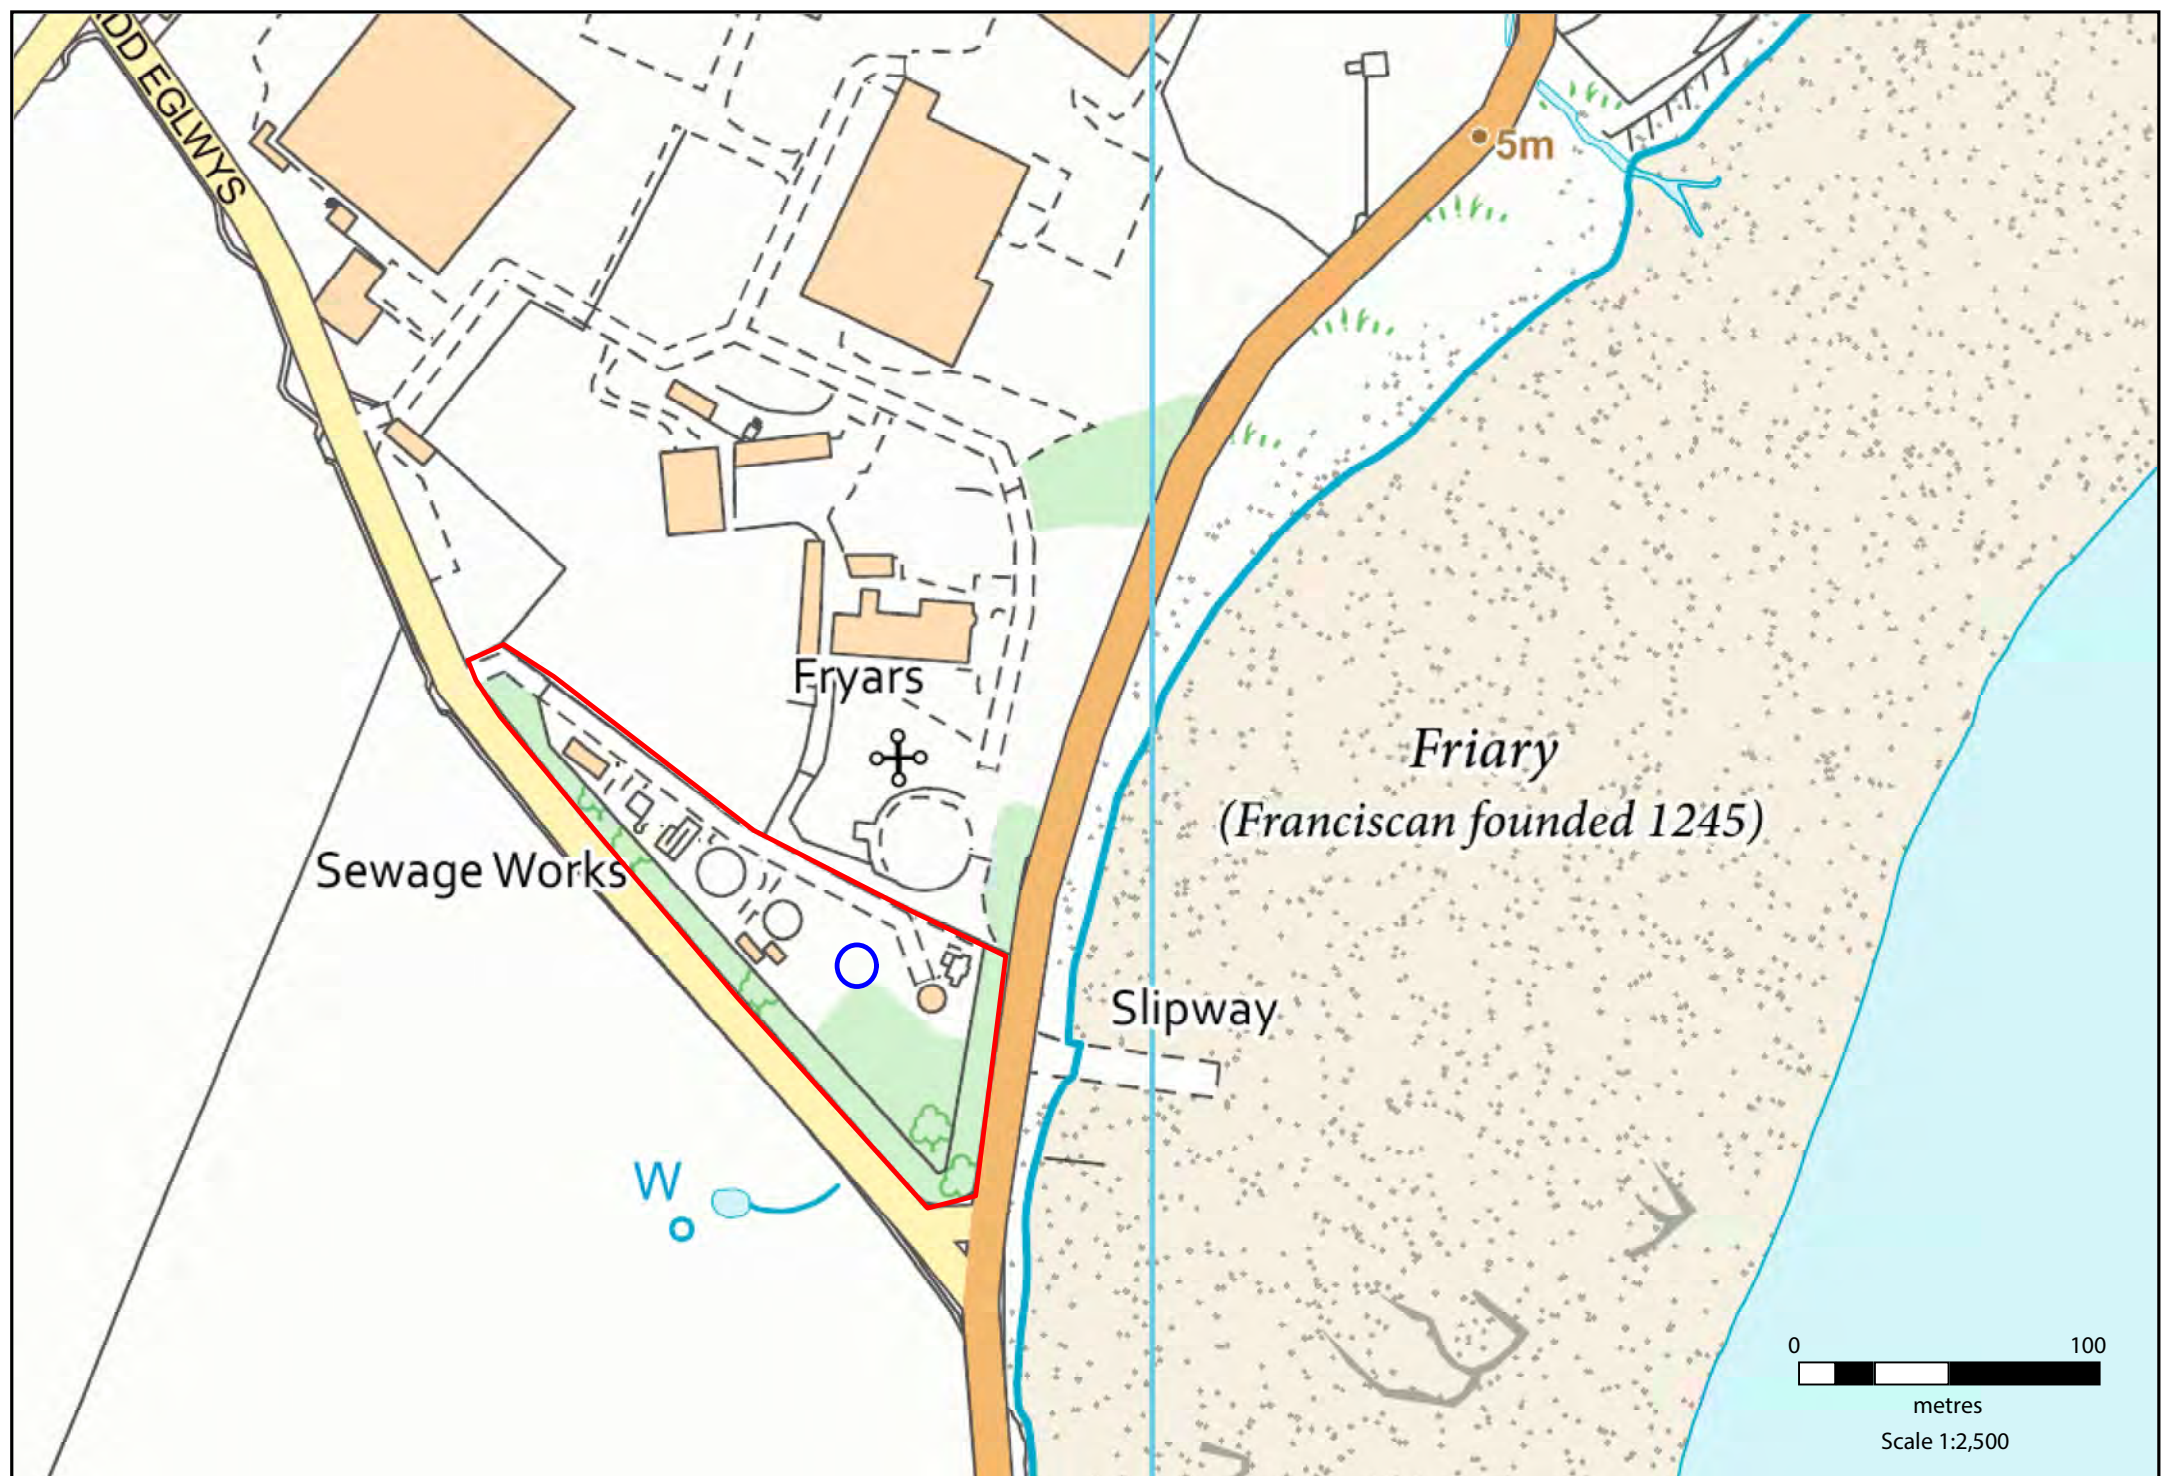 DD EGLWYS
5m
Fryars
Friary
(Franciscan founded 1245)
Sewage Works
Slipway
W
0 100
metres
Scale 1:2,500